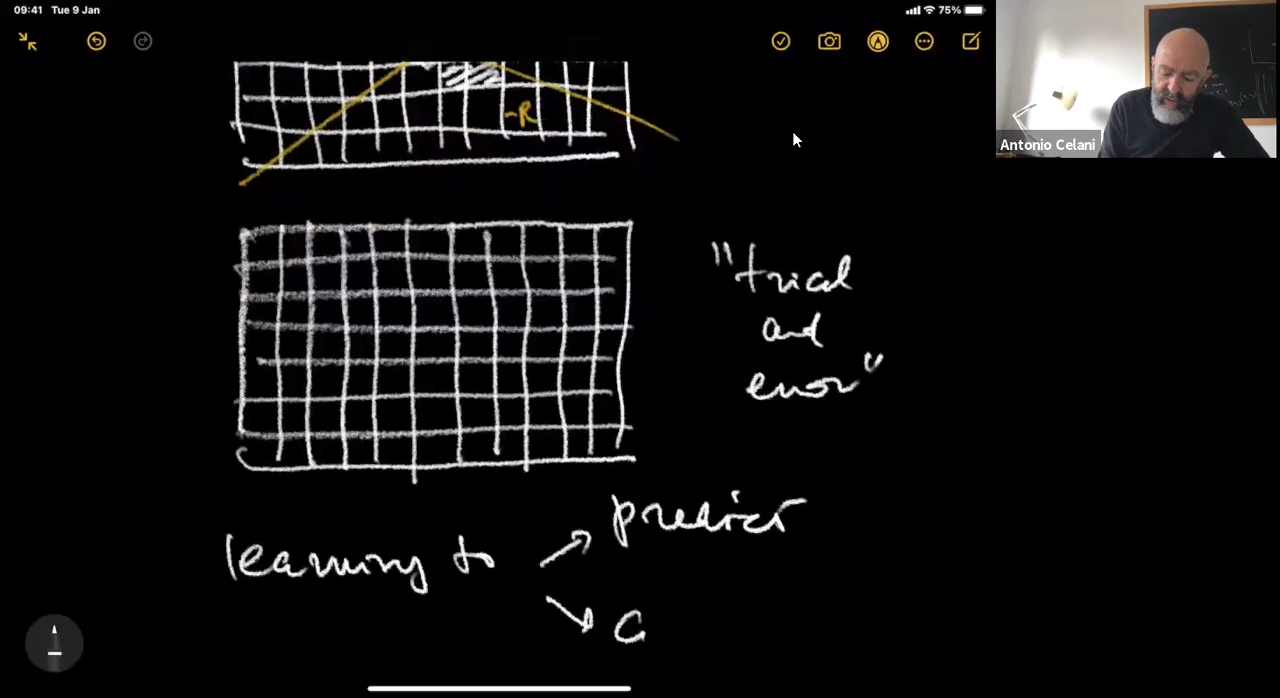 09:41 Tue 9 Jan
75%
Antonio Celani
-R
"trial
and
error"
learning to
predict
C